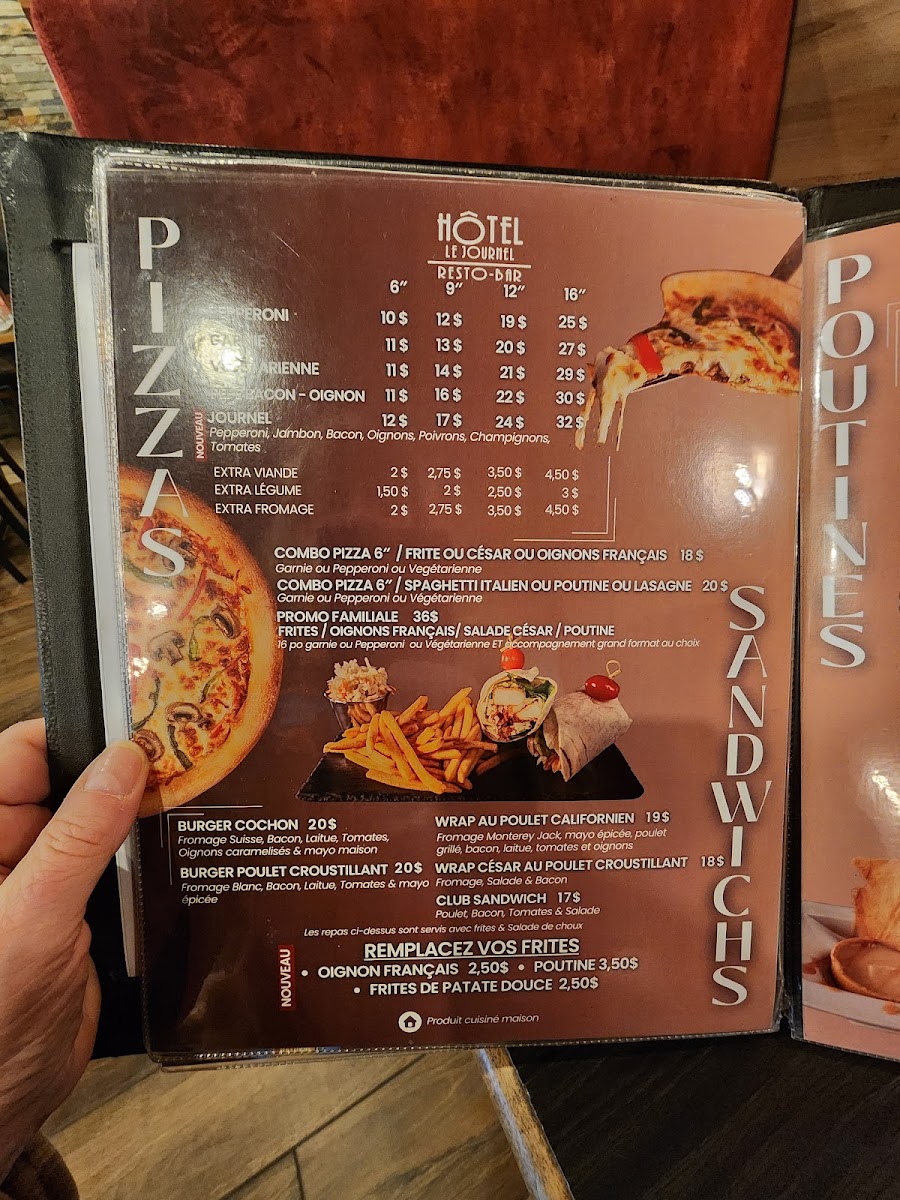 PIZZAS
HÔTEL
LE JOURNEL
RESTO-BAR
6” 9” 12” 16”
PEPPERONI 10 $ 12 $ 19 $ 25 $
11 $ 13 $ 20 $ 27 $
11 $ 14 $ 21 $ 29 $
BACON - OIGNON 11 $ 16 $ 22 $ 30 $
NOUVEAU
JOURNEL 12 $ 17 $ 24 $ 32 $
Pepperoni, Jambon, Bacon, Oignons, Poivrons, Champignons,
Tomates
EXTRA VIANDE 2 $ 2,75 $ 3,50 $ 4,50 $
EXTRA LÉGUME 1,50 $ 2 $ 2,50 $ 3 $
EXTRA FROMAGE 2 $ 2,75 $ 3,50 $ 4,50 $
COMBO PIZZA 6” / FRITE OU CÉSAR OU OIGNONS FRANÇAIS 18 $
Garnie ou Pepperoni ou Vegétarienne
COMBO PIZZA 6” / SPAGHETTI ITALIEN OU POUTINE OU LASAGNE 20 $
Garnie ou Pepperoni ou Végétarienne
PROMO FAMILIALE 36$
FRITES / OIGNONS FRANÇAIS/ SALADE CÉSAR / POUTINE
16 po garnie ou Pepperoni ou Végétarienne ET accompagnement grand format au choix
SANDWICHS
BURGER COCHON 20$
Fromage Suisse, Bacon, Laitue, Tomates,
Oignons caramelisés & mayo maison
BURGER POULET CROUSTILLANT 20$
Fromage Blanc, Bacon, Laitue, Tomates & mayo
épicée
WRAP AU POULET CALIFORNIEN 19$
Fromage Monterey Jack, mayo épicée, poulet
grillé, bacon, laitue, tomates et oignons
WRAP CÉSAR AU POULET CROUSTILLANT 18$
Fromage, Salade & Bacon
CLUB SANDWICH 17$
Poulet, Bacon, Tomates & Salade
Les repas ci-dessus sont servis avec frites & Salade de choux
NOUVEAU
REMPLACEZ VOS FRITES
• OIGNON FRANÇAIS 2,50$ • POUTINE 3,50$
• FRITES DE PATATE DOUCE 2,50$
Produit cuisiné maison
POUTINES